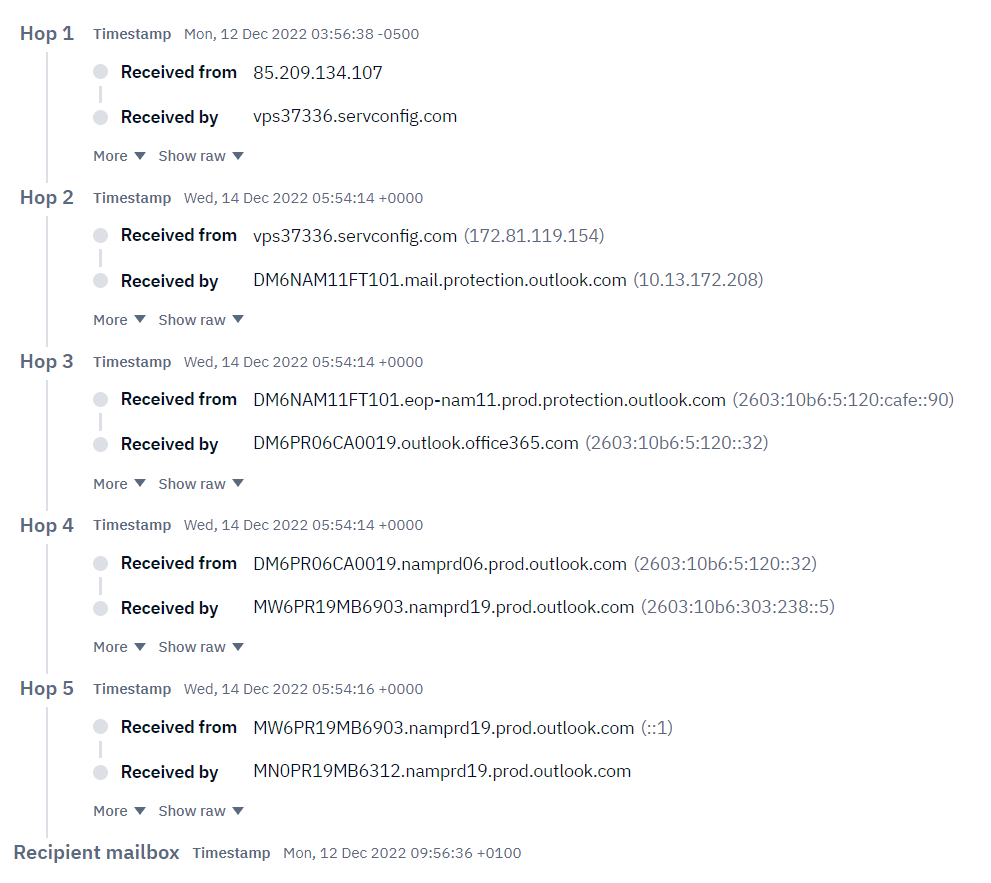 Hop 1 Timestamp Mon, 12 Dec 2022 03:56:38 -0500
Received from 85.209.134.107
Received by vps37336.servconfig.com
More ▼ Show raw ▼
Hop 2 Timestamp Wed, 14 Dec 2022 05:54:14 +0000
Received from vps37336.servconfig.com (172.81.119.154)
Received by DM6NAM11FT101.mail.protection.outlook.com (10.13.172.208)
More ▼ Show raw ▼
Hop 3 Timestamp Wed, 14 Dec 2022 05:54:14 +0000
Received from DM6NAM11FT101.eop-nam11.prod.protection.outlook.com (2603:10b6:5:120:cafe::90)
Received by DM6PR06CA0019.outlook.office365.com (2603:10b6:5:120::32)
More ▼ Show raw ▼
Hop 4 Timestamp Wed, 14 Dec 2022 05:54:14 +0000
Received from DM6PR06CA0019.namprd06.prod.outlook.com (2603:10b6:5:120::32)
Received by MW6PR19MB6903.namprd19.prod.outlook.com (2603:10b6:303:238::5)
More ▼ Show raw ▼
Hop 5 Timestamp Wed, 14 Dec 2022 05:54:16 +0000
Received from MW6PR19MB6903.namprd19.prod.outlook.com (::1)
Received by MN0PR19MB6312.namprd19.prod.outlook.com
More ▼ Show raw ▼
Recipient mailbox Timestamp Mon, 12 Dec 2022 09:56:36 +0100